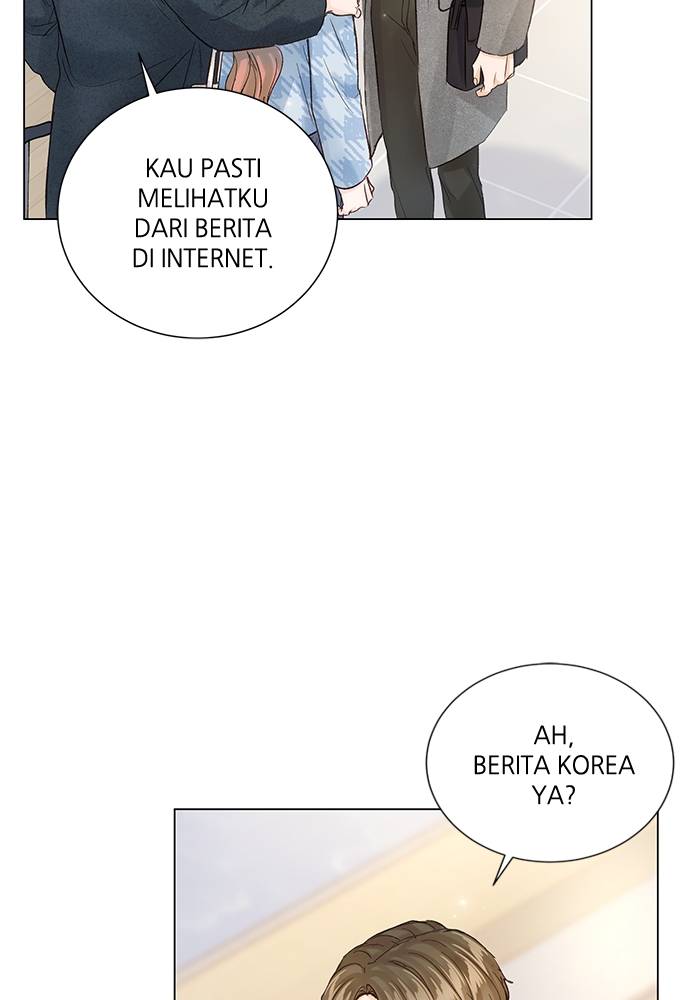 KAU PASTI
MELIHATKU
DARI BERITA
DI INTERNET.
AH,
BERITA KOREA
YA?